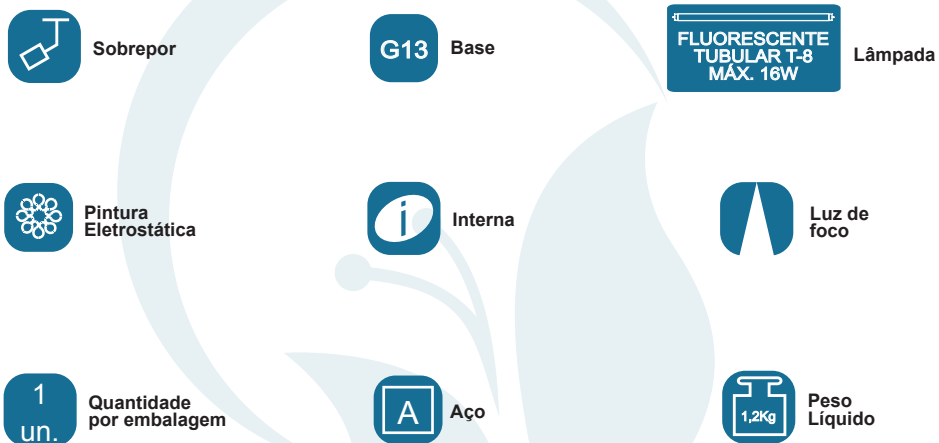 Sobrepor
G13
Base
FLUORESCENTE
TUBULAR T-8
MÁX. 16W
Lâmpada
Pintura
Eletrostática
i
Interna
Luz de
foco
1
un.
Quantidade
por embalagem
A
Aço
1,2Kg
Peso
Líquido